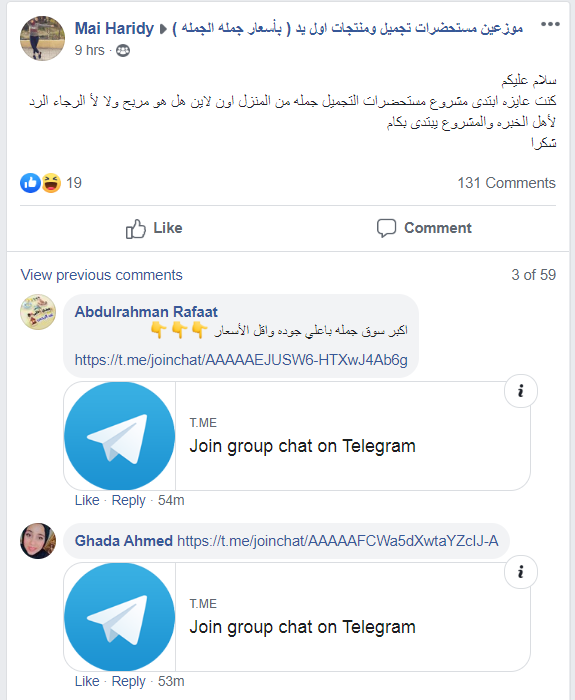 Mai Haridy ▸ موزعين مستحضرات تجميل ومنتجات اول يد ( بأسعار جمله الجمله )
9 hrs ·
سلام عليكم
كنت عايزه ابتدى مشروع مستحضرات التجميل جمله من المنزل اون لاين هل هو مربح ولا لأ الرجاء الرد
لأهل الخبره والمشروع يبتدى بكام
شكرا
19
131 Comments
Like
Comment
View previous comments
3 of 59
Abdulrahman Rafaat
اكبر سوق جمله باعلي جوده واقل الأسعار 👇👇👇
https://t.me/joinchat/AAAAAEJUSW6-HTXwJ4Ab6g
T.ME
Join group chat on Telegram
Like · Reply · 54m
Ghada Ahmed https://t.me/joinchat/AAAAAFCWa5dXwtaYZcIJ-A
T.ME
Join group chat on Telegram
Like · Reply · 53m